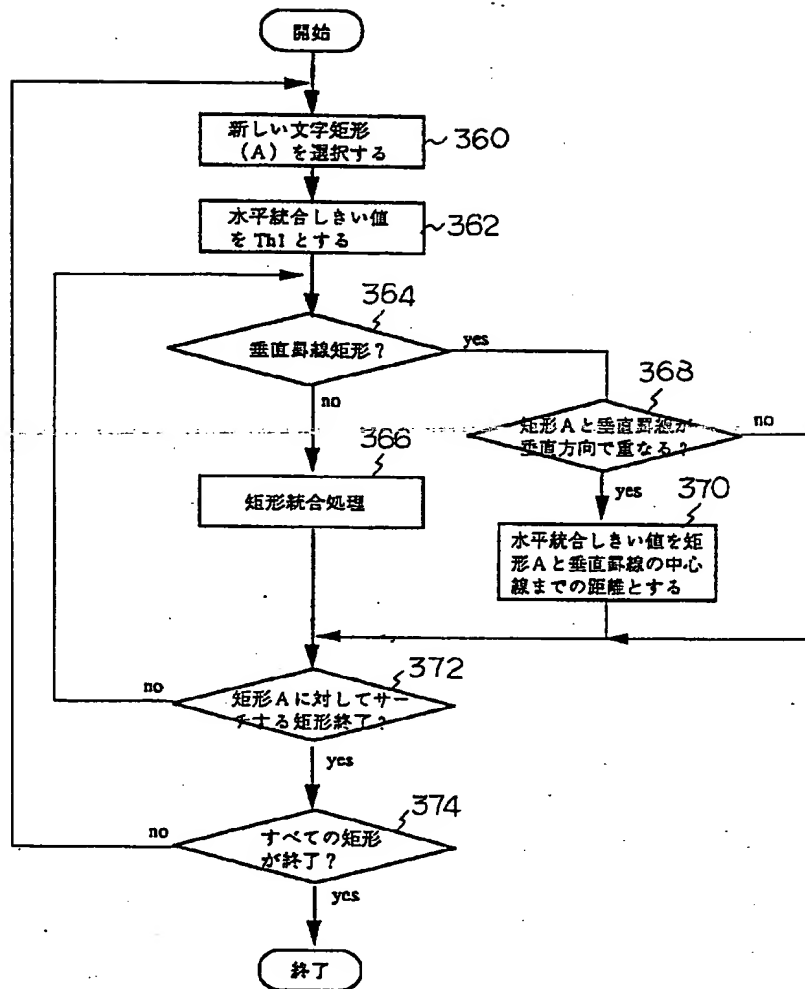 開始
新しい文字矩形
(A)を選択する
360
水平統合しきい値
をTh1とする
362
364
垂直罫線矩形?
yes
no
368
矩形Aと垂直罫線が
垂直方向で重なる?
no
yes
366
矩形統合処理
370
水平統合しきい値を矩
形Aと垂直罫線の中心
線までの距離とする
372
矩形Aに対してサー
チする矩形終了?
no
yes
374
すべての矩形
が終了?
no
yes
終了